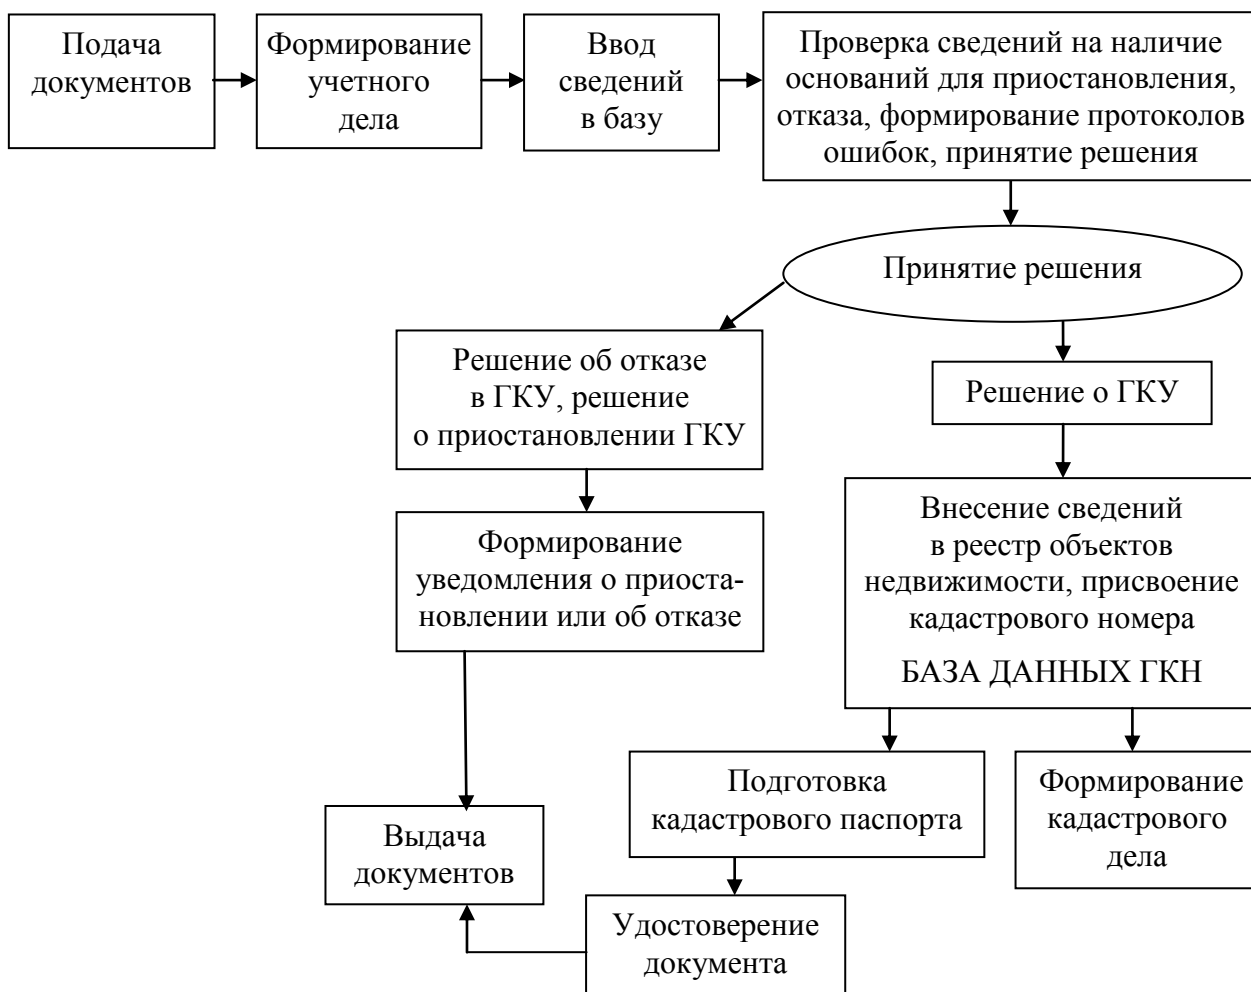 Подача
документов
Формирование
учетного
дела
Ввод
сведений
в базу
Проверка сведений на наличие
оснований для приостановления,
отказа, формирование протоколов
ошибок, принятие решения
Принятие решения
Решение об отказе
в ГКУ, решение
о приостановлении ГКУ
Решение о ГКУ
Формирование
уведомления о приоста-
новлении или об отказе
Внесение сведений
в реестр объектов
недвижимости, присвоение
кадастрового номера
БАЗА ДАННЫХ ГКН
Подготовка
кадастрового паспорта
Формирование
кадастрового
дела
Выдача
документов
Удостоверение
документа